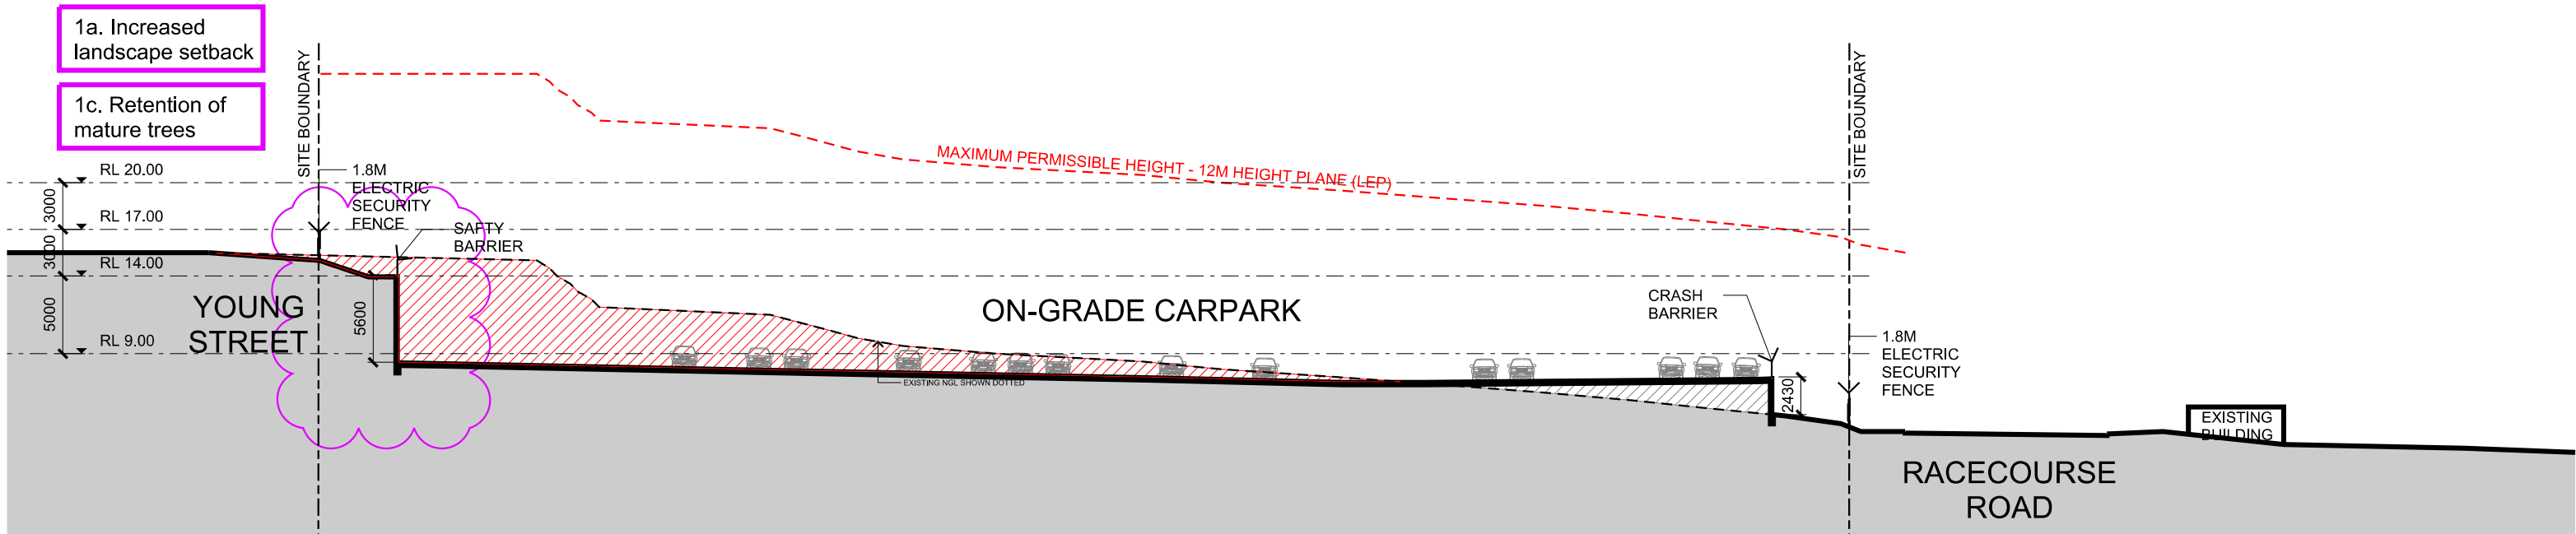 1a. Increased
landscape setback
1c. Retention of
mature trees
SITE BOUNDARY
RL 20.00
3000
RL 17.00
3000
RL 14.00
5000
RL 9.00
1.8M
ELECTRIC
SECURITY
FENCE
SAFTY
BARRIER
YOUNG
STREET
5600
MAXIMUM PERMISSIBLE HEIGHT - 12M HEIGHT PLANE (LEP)
ON-GRADE CARPARK
EXISTING NGL SHOWN DOTTED
CRASH
BARRIER
2430
SITE BOUNDARY
1.8M
ELECTRIC
SECURITY
FENCE
EXISTING
BUILDING
RACECOURSE
ROAD